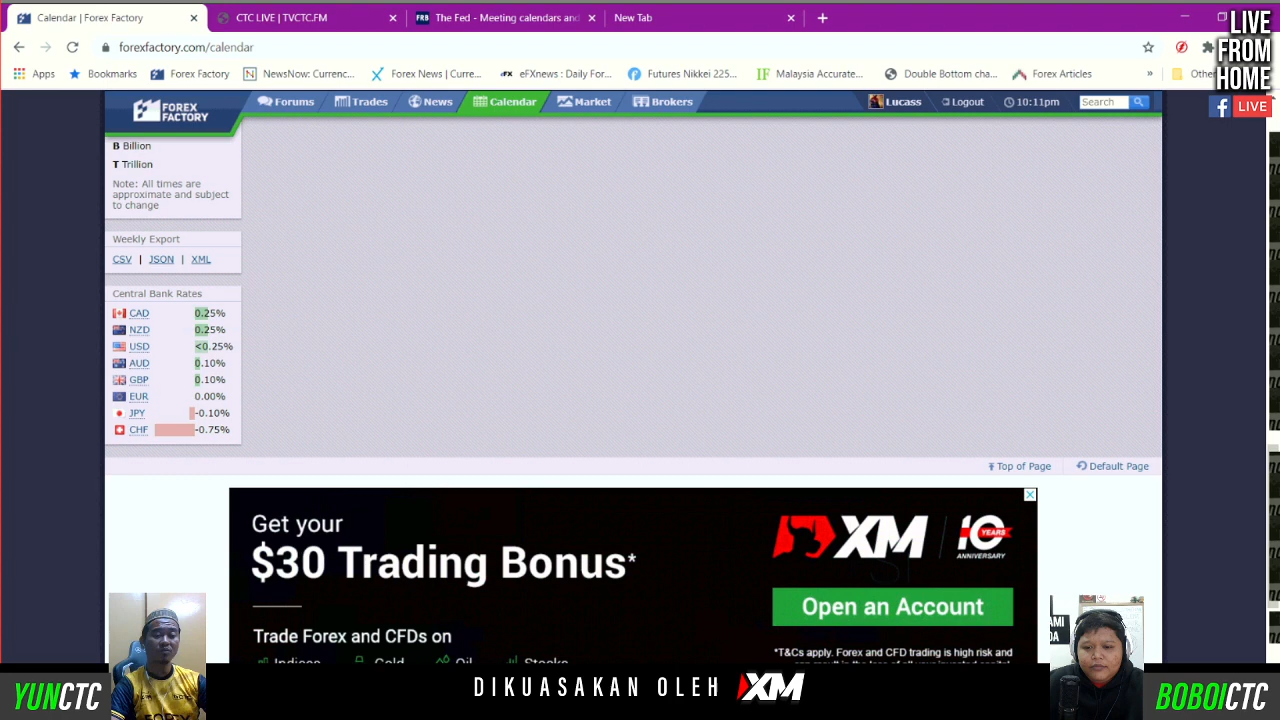 Calendar | Forex Factory
CTC LIVE | TVCTC.FM
The Fed - Meeting calendars and
New Tab
forexfactory.com/calendar
Apps
Bookmarks
Forex Factory
NewsNow: Currenc...
Forex News | Curre...
eFXnews : Daily For...
Futures Nikkei 225...
Malaysia Accurate...
Double Bottom cha...
Forex Articles
»
LIVE
FROM
HOME
LIVE
FOREX
FACTORY
Forums
Trades
News
Calendar
Market
Brokers
Lucass
Logout
10:11pm
Search
B Billion
T Trillion
Note: All times are
approximate and subject
to change
Weekly Export
CSV | JSON | XML
Central Bank Rates
CAD 0.25%
NZD 0.25%
USD <0.25%
AUD 0.10%
GBP 0.10%
EUR 0.00%
JPY -0.10%
CHF -0.75%
Top of Page
Default Page
Get your
$30 Trading Bonus*
Trade Forex and CFDs on
XM
10
YEARS
ANNIVERSARY
Open an Account
*T&Cs apply. Forex and CFD trading is high risk and
YUNCTC
DIKUASAKAN OLEH XM
BOBOICTC